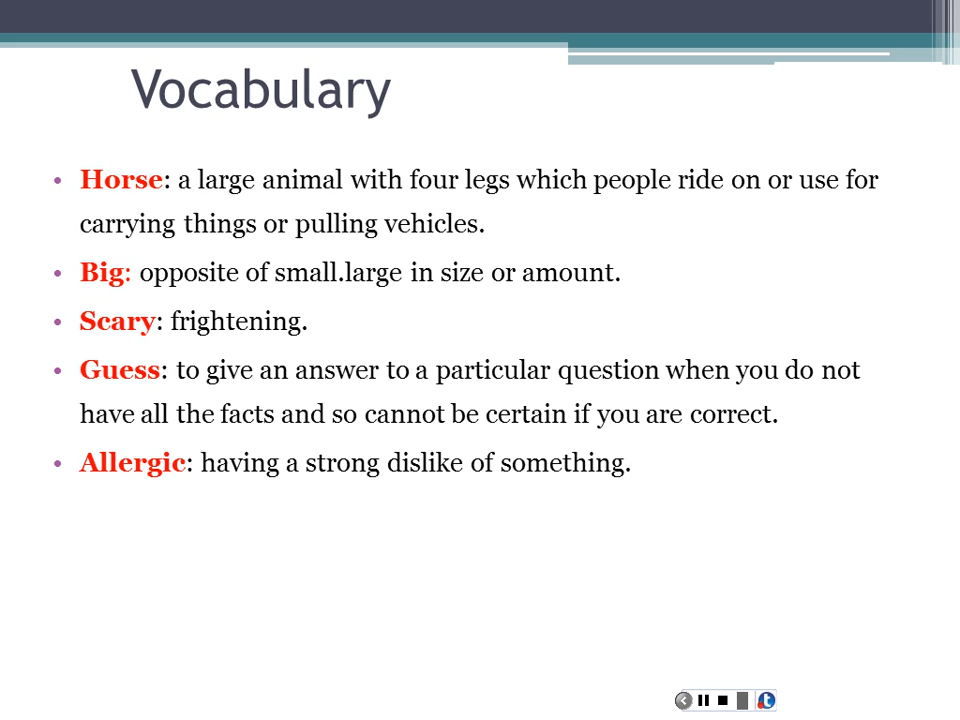 Vocabulary
• Horse: a large animal with four legs which people ride on or use for
carrying things or pulling vehicles.
• Big: opposite of small.large in size or amount.
• Scary: frightening.
• Guess: to give an answer to a particular question when you do not
have all the facts and so cannot be certain if you are correct.
• Allergic: having a strong dislike of something.
t